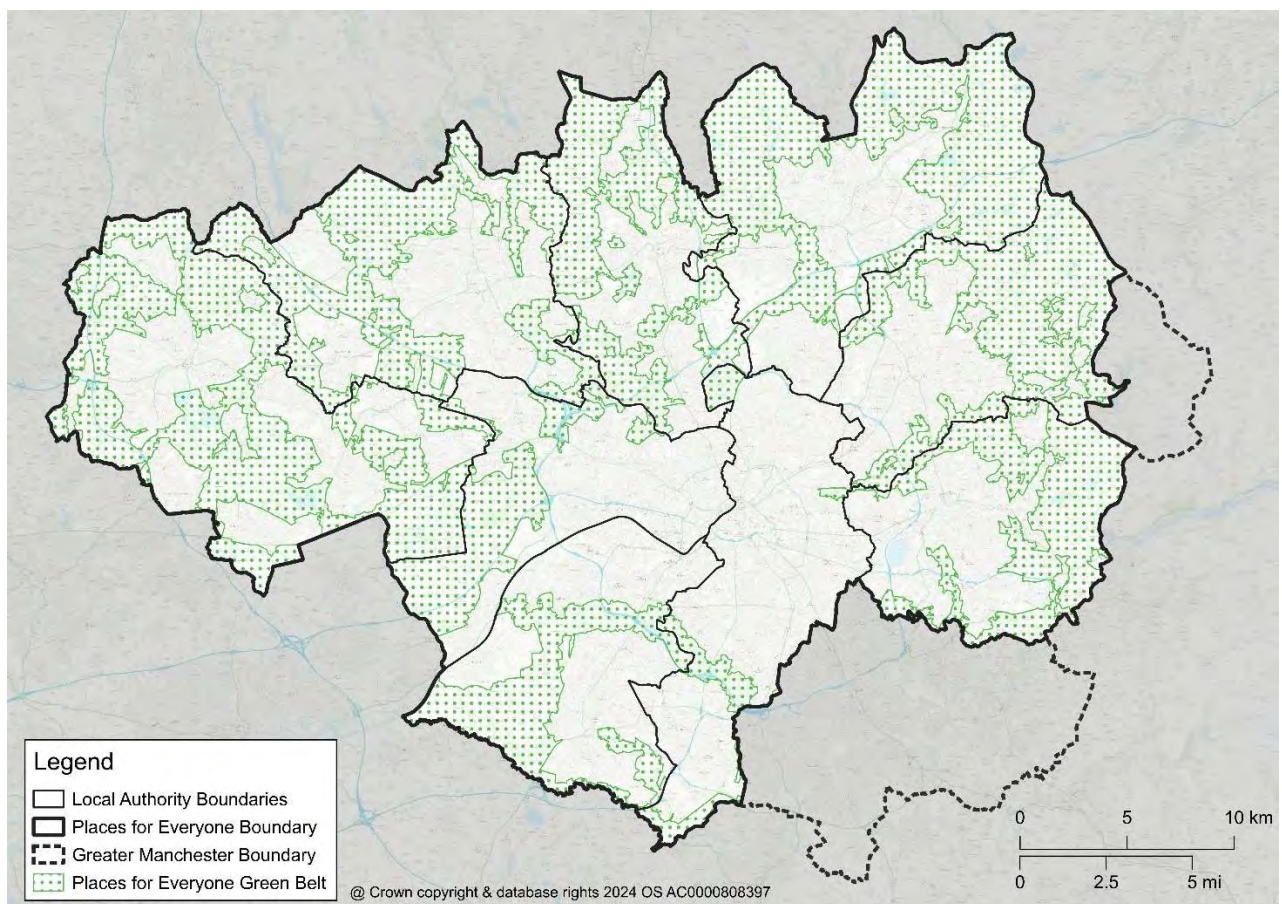 Legend
Local Authority Boundaries
Places for Everyone Boundary
Greater Manchester Boundary
Places for Everyone Green Belt
@ Crown copyright & database rights 2024 OS AC0000808397
0 5 10 km
0 2.5 5 mi